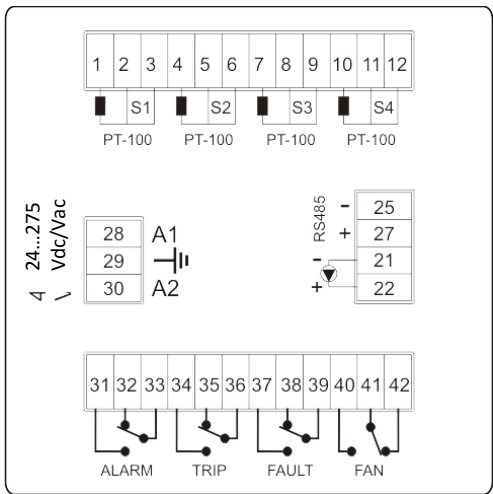 1 2 3 4 5 6 7 8 9 10 11 12
S1 S2 S3 S4
PT-100 PT-100 PT-100 PT-100
24...275
Vdc/Vac
28 A1
29
30 A2
RS485
- 25
+ 27
- 21
+ 22
31 32 33 34 35 36 37 38 39 40 41 42
ALARM TRIP FAULT FAN